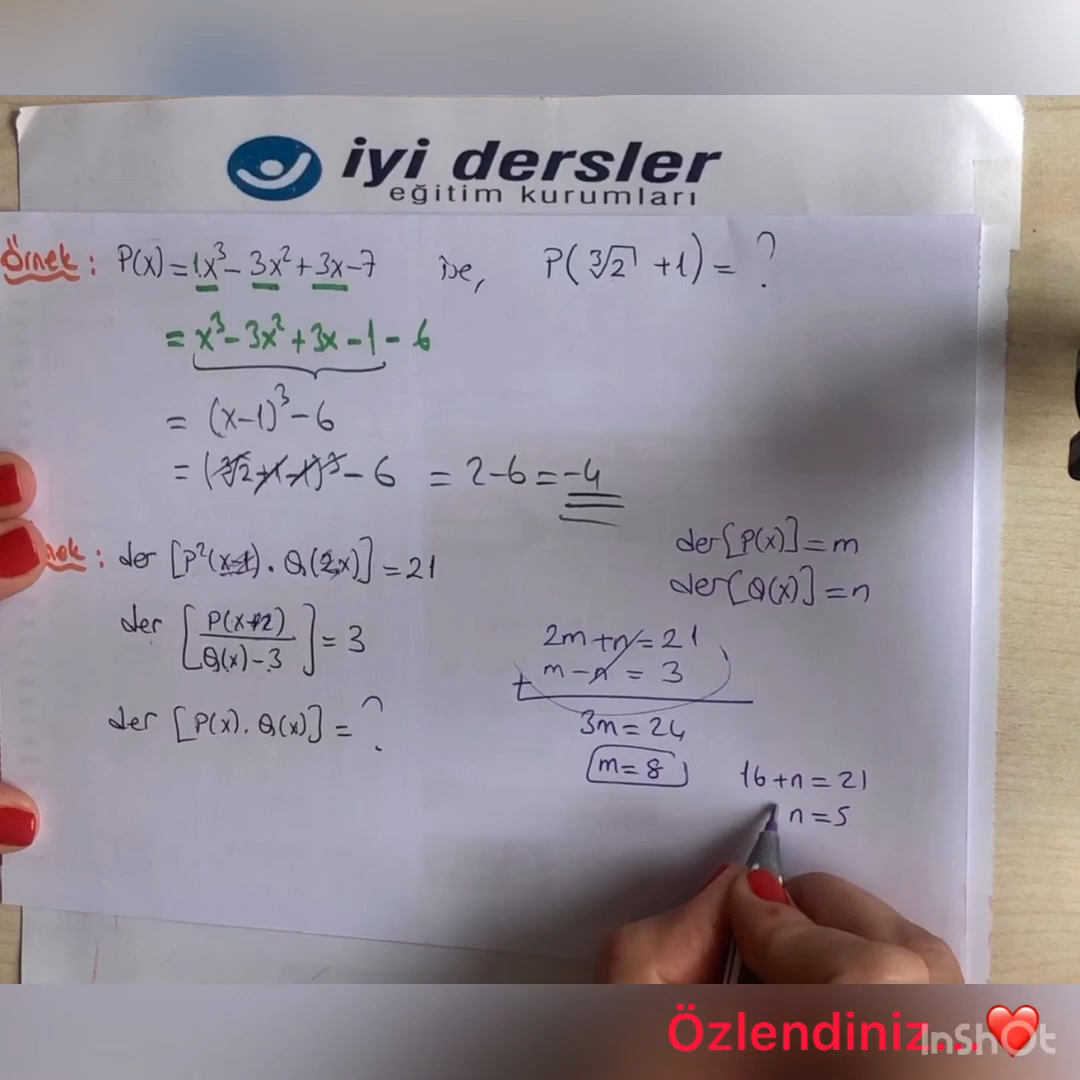 iyi dersler
eğitim kurumları
Örnek: P(x)=1x³-3x²+3x-7 ise, P(∛2+1)=?
=x³-3x²+3x-1-6
=(x-1)³-6
=(∛2+1-1)³-6=2-6=-4
nek: der[P²(x-1).Q(2x)]=21
der[P(x+2)/Q(x)-3]=3
der[P(x).Q(x)]=?
der[P(x)]=m
der[Q(x)]=n
2m+n=21
+ m-n=3
3m=24
m=8
16+n=21
n=5
Özlendiniz...❤️
InShOt